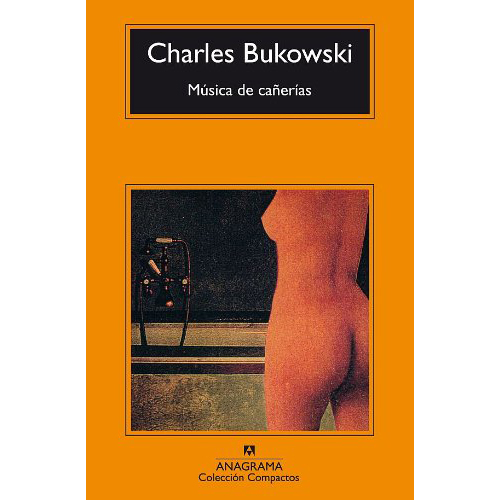 Charles Bukowski
Música de cañerías
ANAGRAMA
Colección Compactos